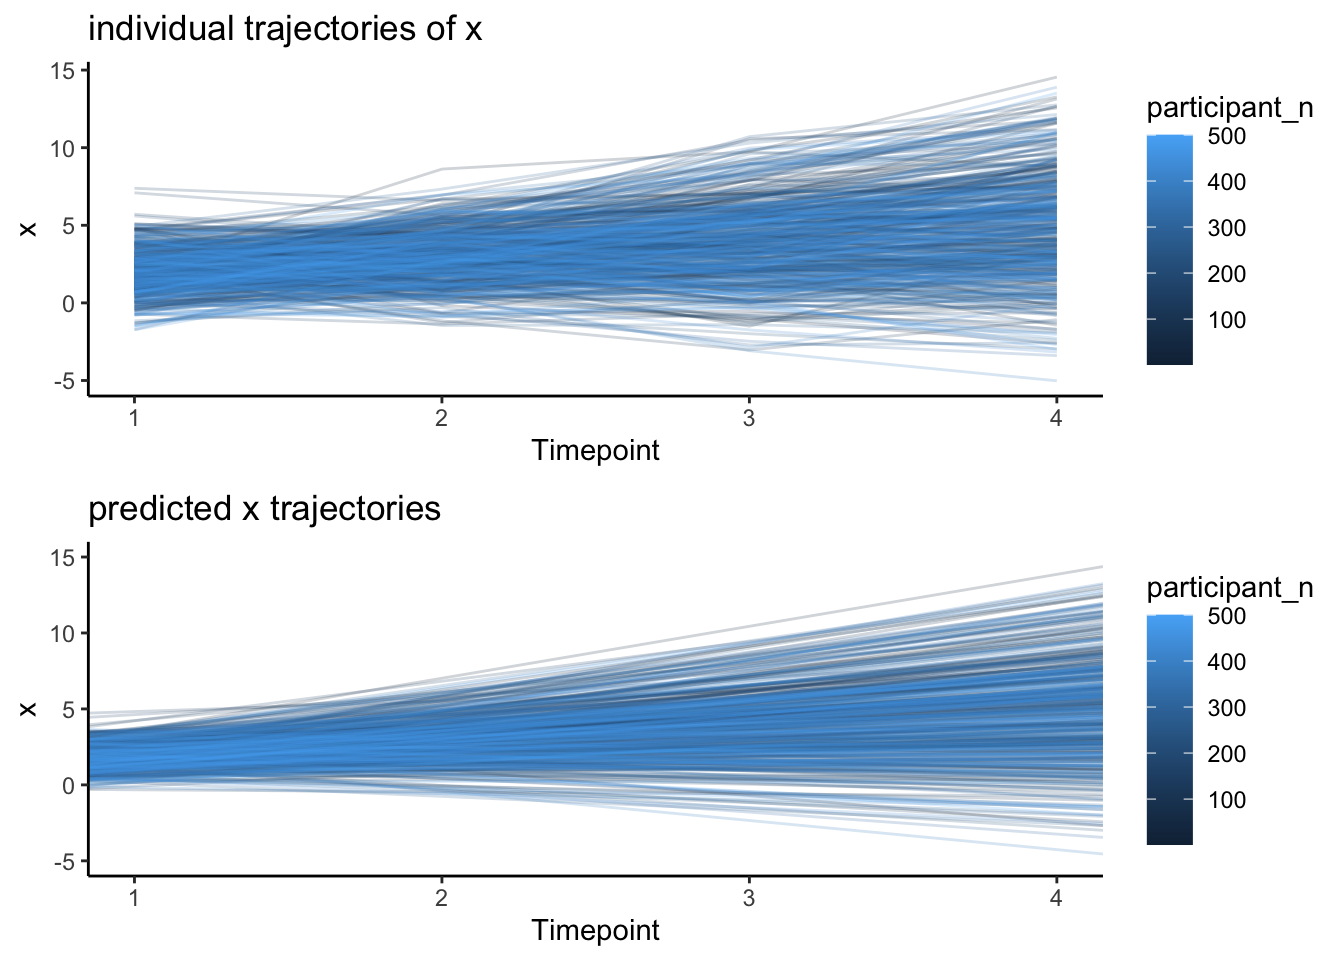 individual trajectories of x
15
10
5
0
-5
x
1 2 3 4
Timepoint
participant_n
500
400
300
200
100
predicted x trajectories
15
10
5
0
-5
x
1 2 3 4
Timepoint
participant_n
500
400
300
200
100